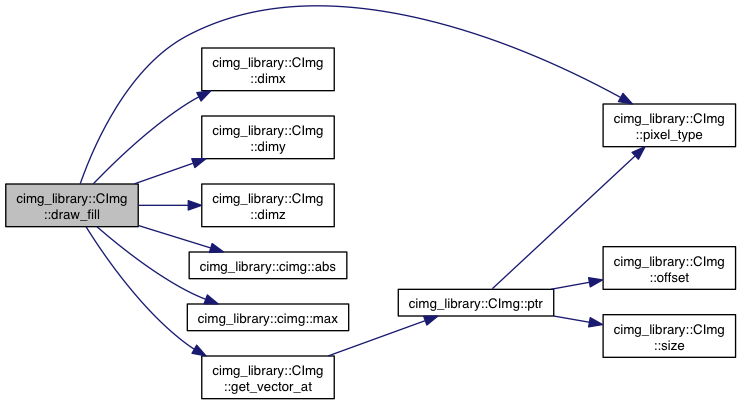 cimg_library::CImg
::draw_fill
cimg_library::CImg
::dimx
cimg_library::CImg
::dimy
cimg_library::CImg
::dimz
cimg_library::cimg::abs
cimg_library::cimg::max
cimg_library::CImg
::get_vector_at
cimg_library::CImg::ptr
cimg_library::CImg
::pixel_type
cimg_library::CImg
::offset
cimg_library::CImg
::size